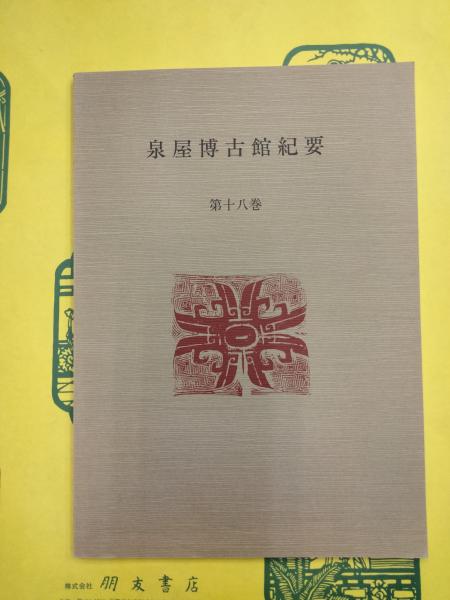 泉屋博古館紀要
第十八巻
株式会社 朋友書店